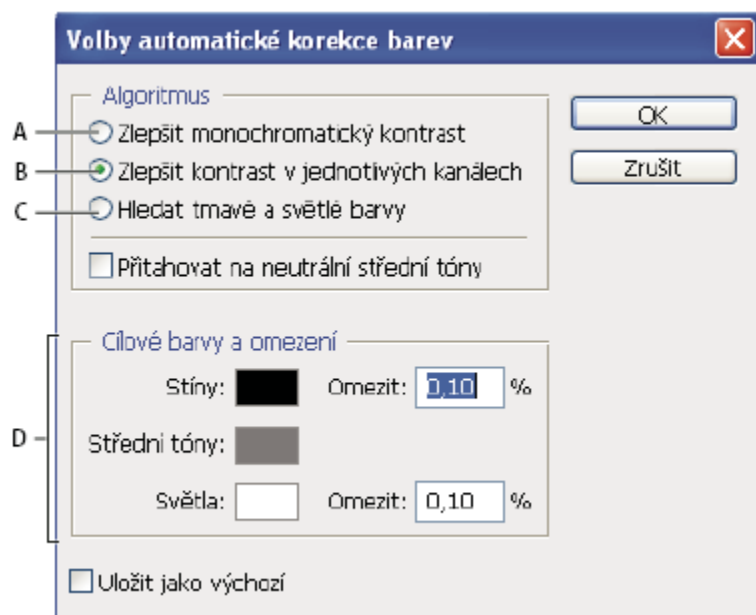 Volby automatické korekce barev
Algoritmus
A Zlepšit monochromatický kontrast
B Zlepšit kontrast v jednotivých kanálech
C Hledat tmavé a světlé barvy
Přitahovat na neutrální střední tóny
OK
Zrušit
D
Cílové barvy a omezení
Stíny: Omezit: 0,10 %
Střední tóny:
Světla: Omezit: 0,10 %
Uložit jako výchozí